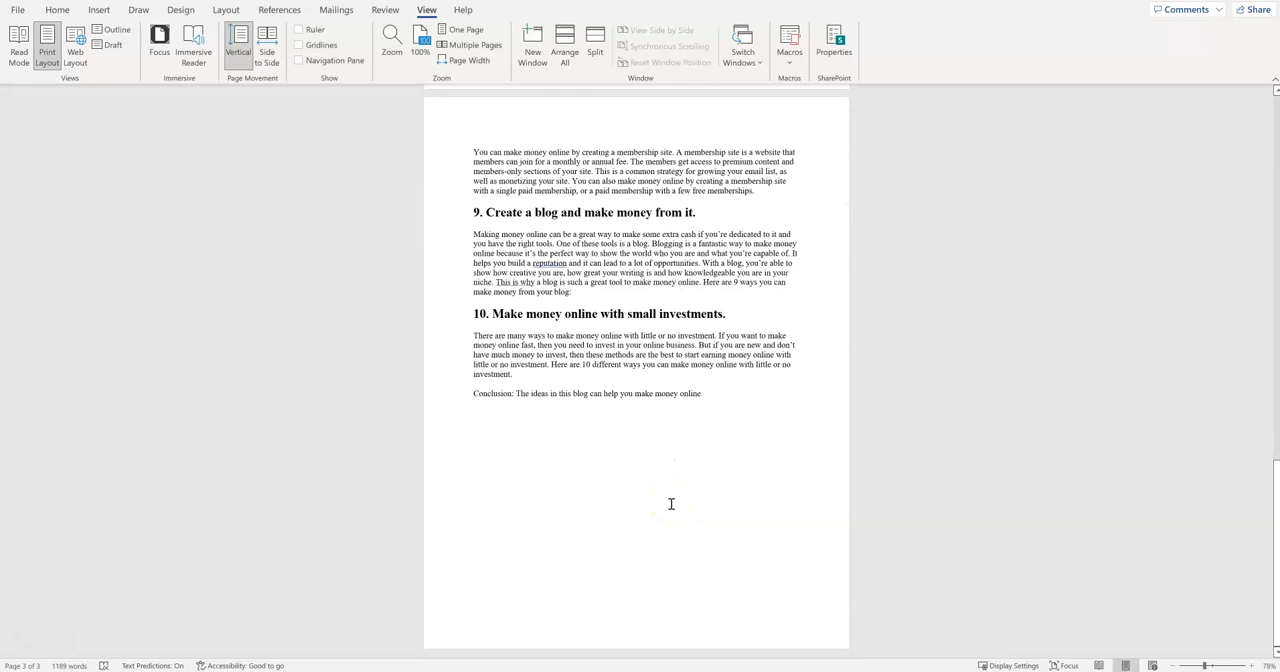 File Home Insert Draw Design Layout References Mailings Review View Help Comments Share
Read Mode Print Layout Web Layout Outline Draft
Views
Focus Immersive Reader
Immersive
Vertical Side to Side
Page Movement
Ruler
Gridlines
Navigation Pane
Show
Zoom 100% One Page Multiple Pages Page Width
Zoom
New Window Arrange All Split
View Side by Side
Synchronous Scrolling
Reset Window Position
Switch Windows
Window
Macros
Macros
Properties
SharePoint
You can make money online by creating a membership site. A membership site is a website that
members can join for a monthly or annual fee. The members get access to premium content and
members-only sections of your site. This is a common strategy for growing your email list, as
well as monetizing your site. You can also make money online by creating a membership site
with a single paid membership, or a paid membership with a few free memberships.
9. Create a blog and make money from it.
Making money online can be a great way to make some extra cash if you're dedicated to it and
you have the right tools. One of these tools is a blog. Blogging is a fantastic way to make money
online because it's the perfect way to show the world who you are and what you're capable of. It
helps you build a reputation and it can lead to a lot of opportunities. With a blog, you're able to
show how creative you are, how great your writing is and how knowledgeable you are in your
niche. This is why a blog is such a great tool to make money online. Here are 9 ways you can
make money from your blog:
10. Make money online with small investments.
There are many ways to make money online with little or no investment. If you want to make
money online fast, then you need to invest in your online business. But if you are new and don't
have much money to invest, then these methods are the best to start earning money online with
little or no investment. Here are 10 different ways you can make money online with little or no
investment.
Conclusion: The ideas in this blog can help you make money online
Page 3 of 3 1189 words Text Predictions: On Accessibility: Good to go Display Settings Focus 78%